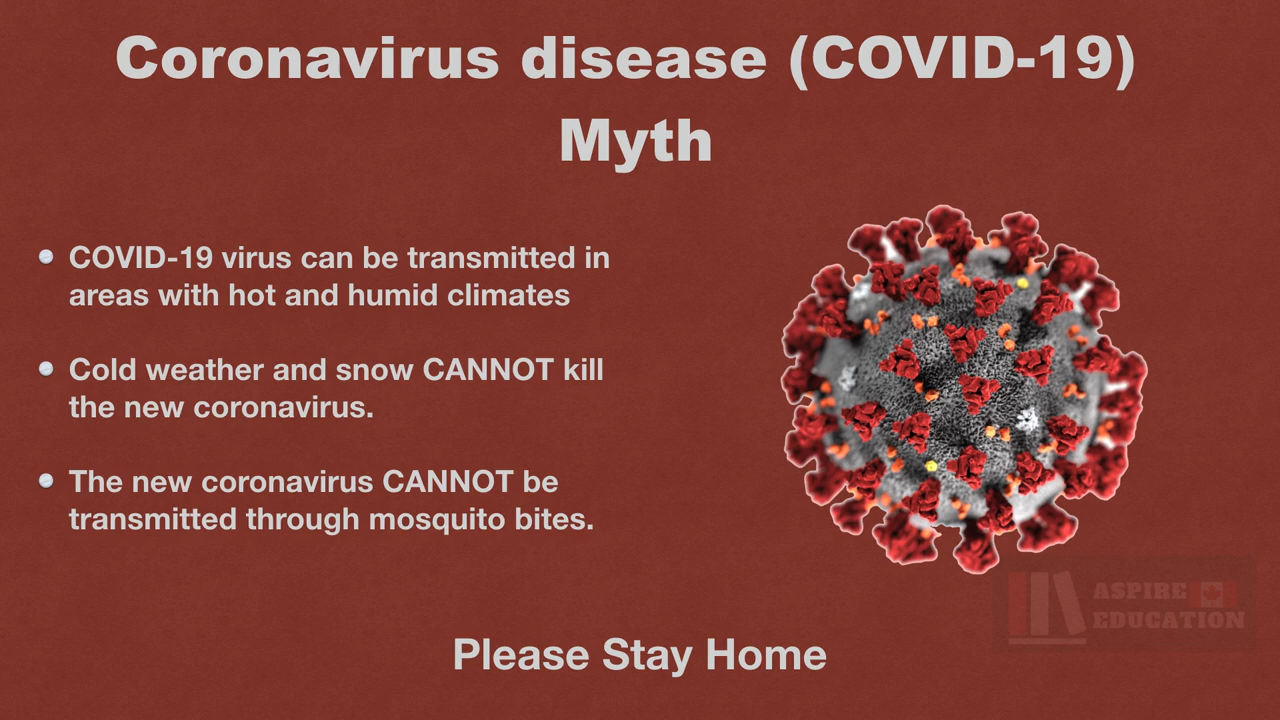 Coronavirus disease (COVID-19)
Myth
COVID-19 virus can be transmitted in
areas with hot and humid climates
Cold weather and snow CANNOT kill
the new coronavirus.
The new coronavirus CANNOT be
transmitted through mosquito bites.
ASPIRE
EDUCATION
Please Stay Home